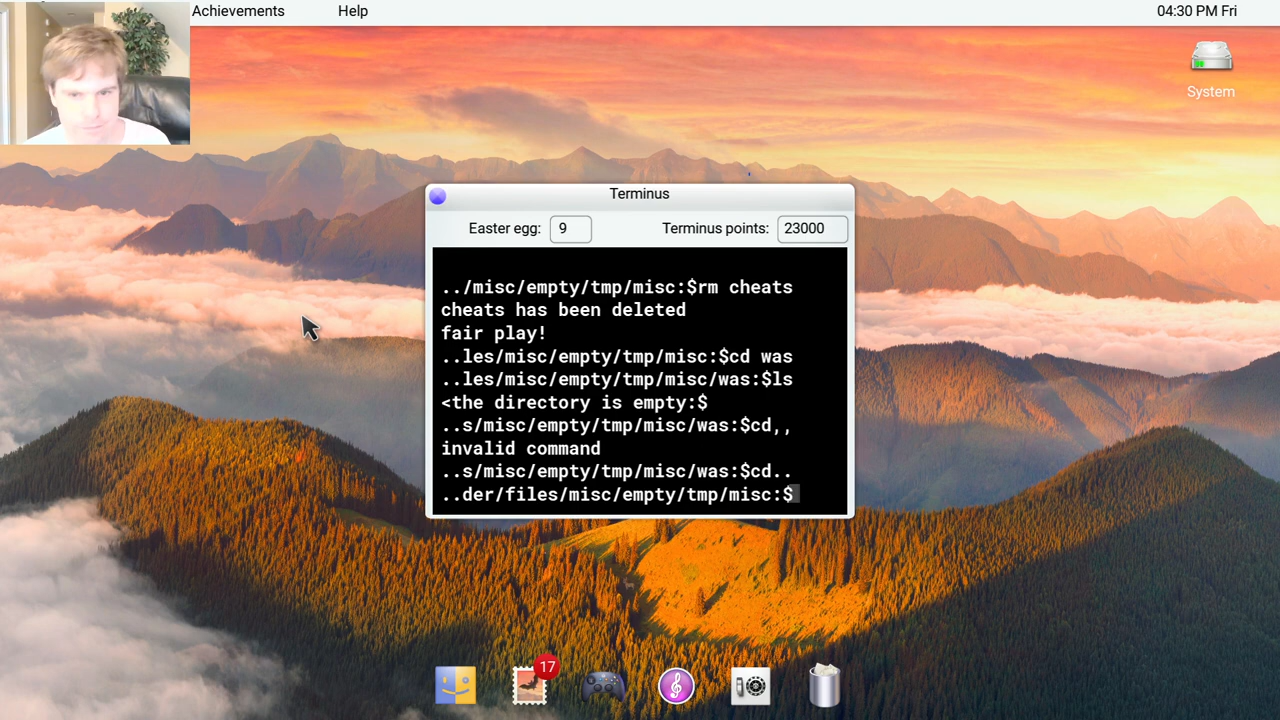 Achievements
Help
04:30 PM Fri
System
Terminus
Easter egg: 9
Terminus points: 23000
../misc/empty/tmp/misc:$rm cheats
cheats has been deleted
fair play!
..les/misc/empty/tmp/misc:$cd was
..les/misc/empty/tmp/misc/was:$ls
<the directory is empty:$
..s/misc/empty/tmp/misc/was:$cd,,
invalid command
..s/misc/empty/tmp/misc/was:$cd..
..der/files/misc/empty/tmp/misc:$
17